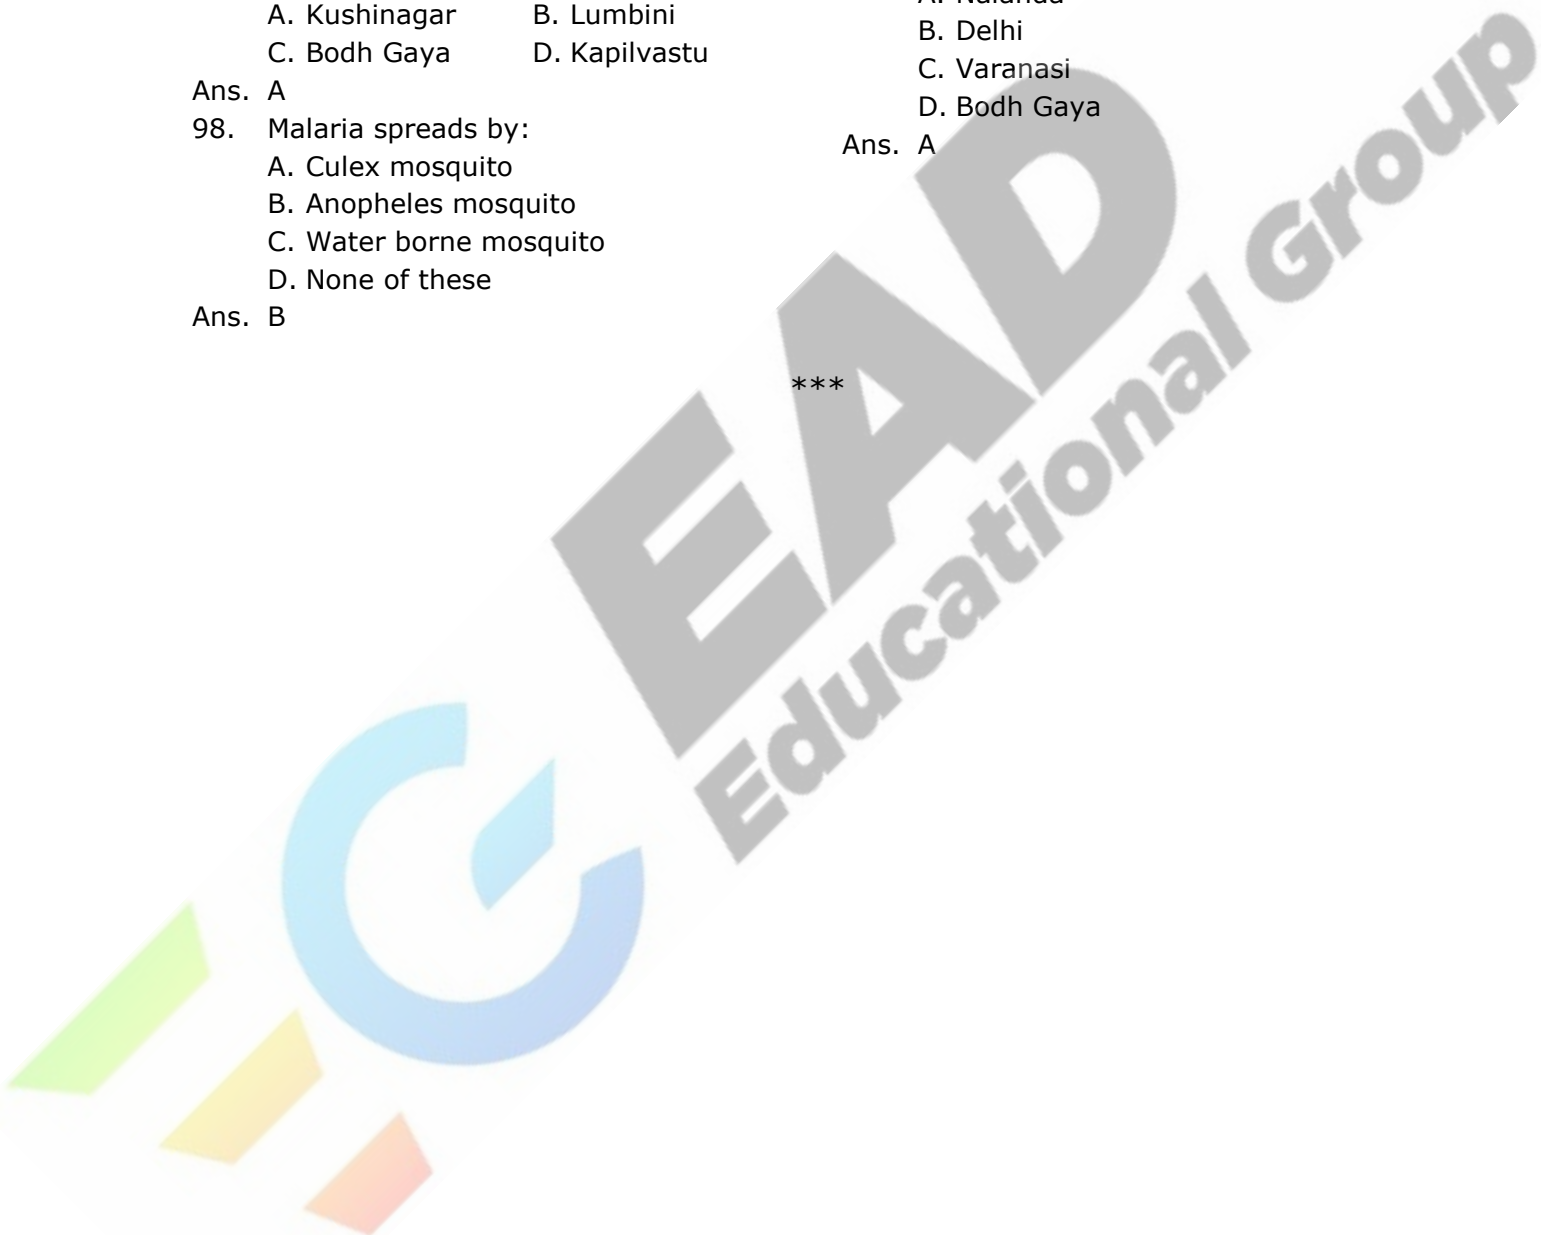 A. Kushinagar B. Lumbini
C. Bodh Gaya D. Kapilvastu
Ans. A
98. Malaria spreads by:
A. Culex mosquito
B. Anopheles mosquito
C. Water borne mosquito
D. None of these
Ans. B
B. Delhi
C. Varanasi
D. Bodh Gaya
Ans. A
***
EAD
Educational Group